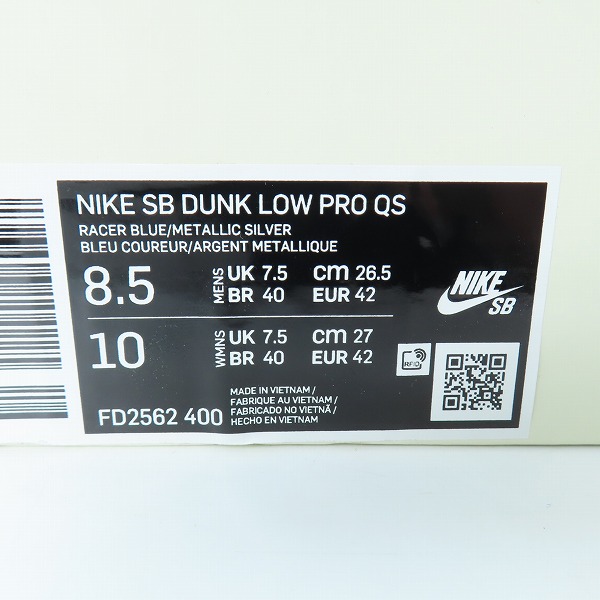 NIKE SB DUNK LOW PRO QS
RACER BLUE/METALLIC SILVER
BLEU COUREUR/ARGENT METALLIQUE
8.5 MENS UK 7.5 cm 26.5
BR 40 EUR 42
10 WMNS UK 7.5 cm 27
BR 40 EUR 42
NIKE
SB
RFID
FD2562 400
MADE IN VIETNAM /
FABRIQUE AU VIETNAM /
FABRICADO NO VIETNÃ /
HECHO EN VIETNAM